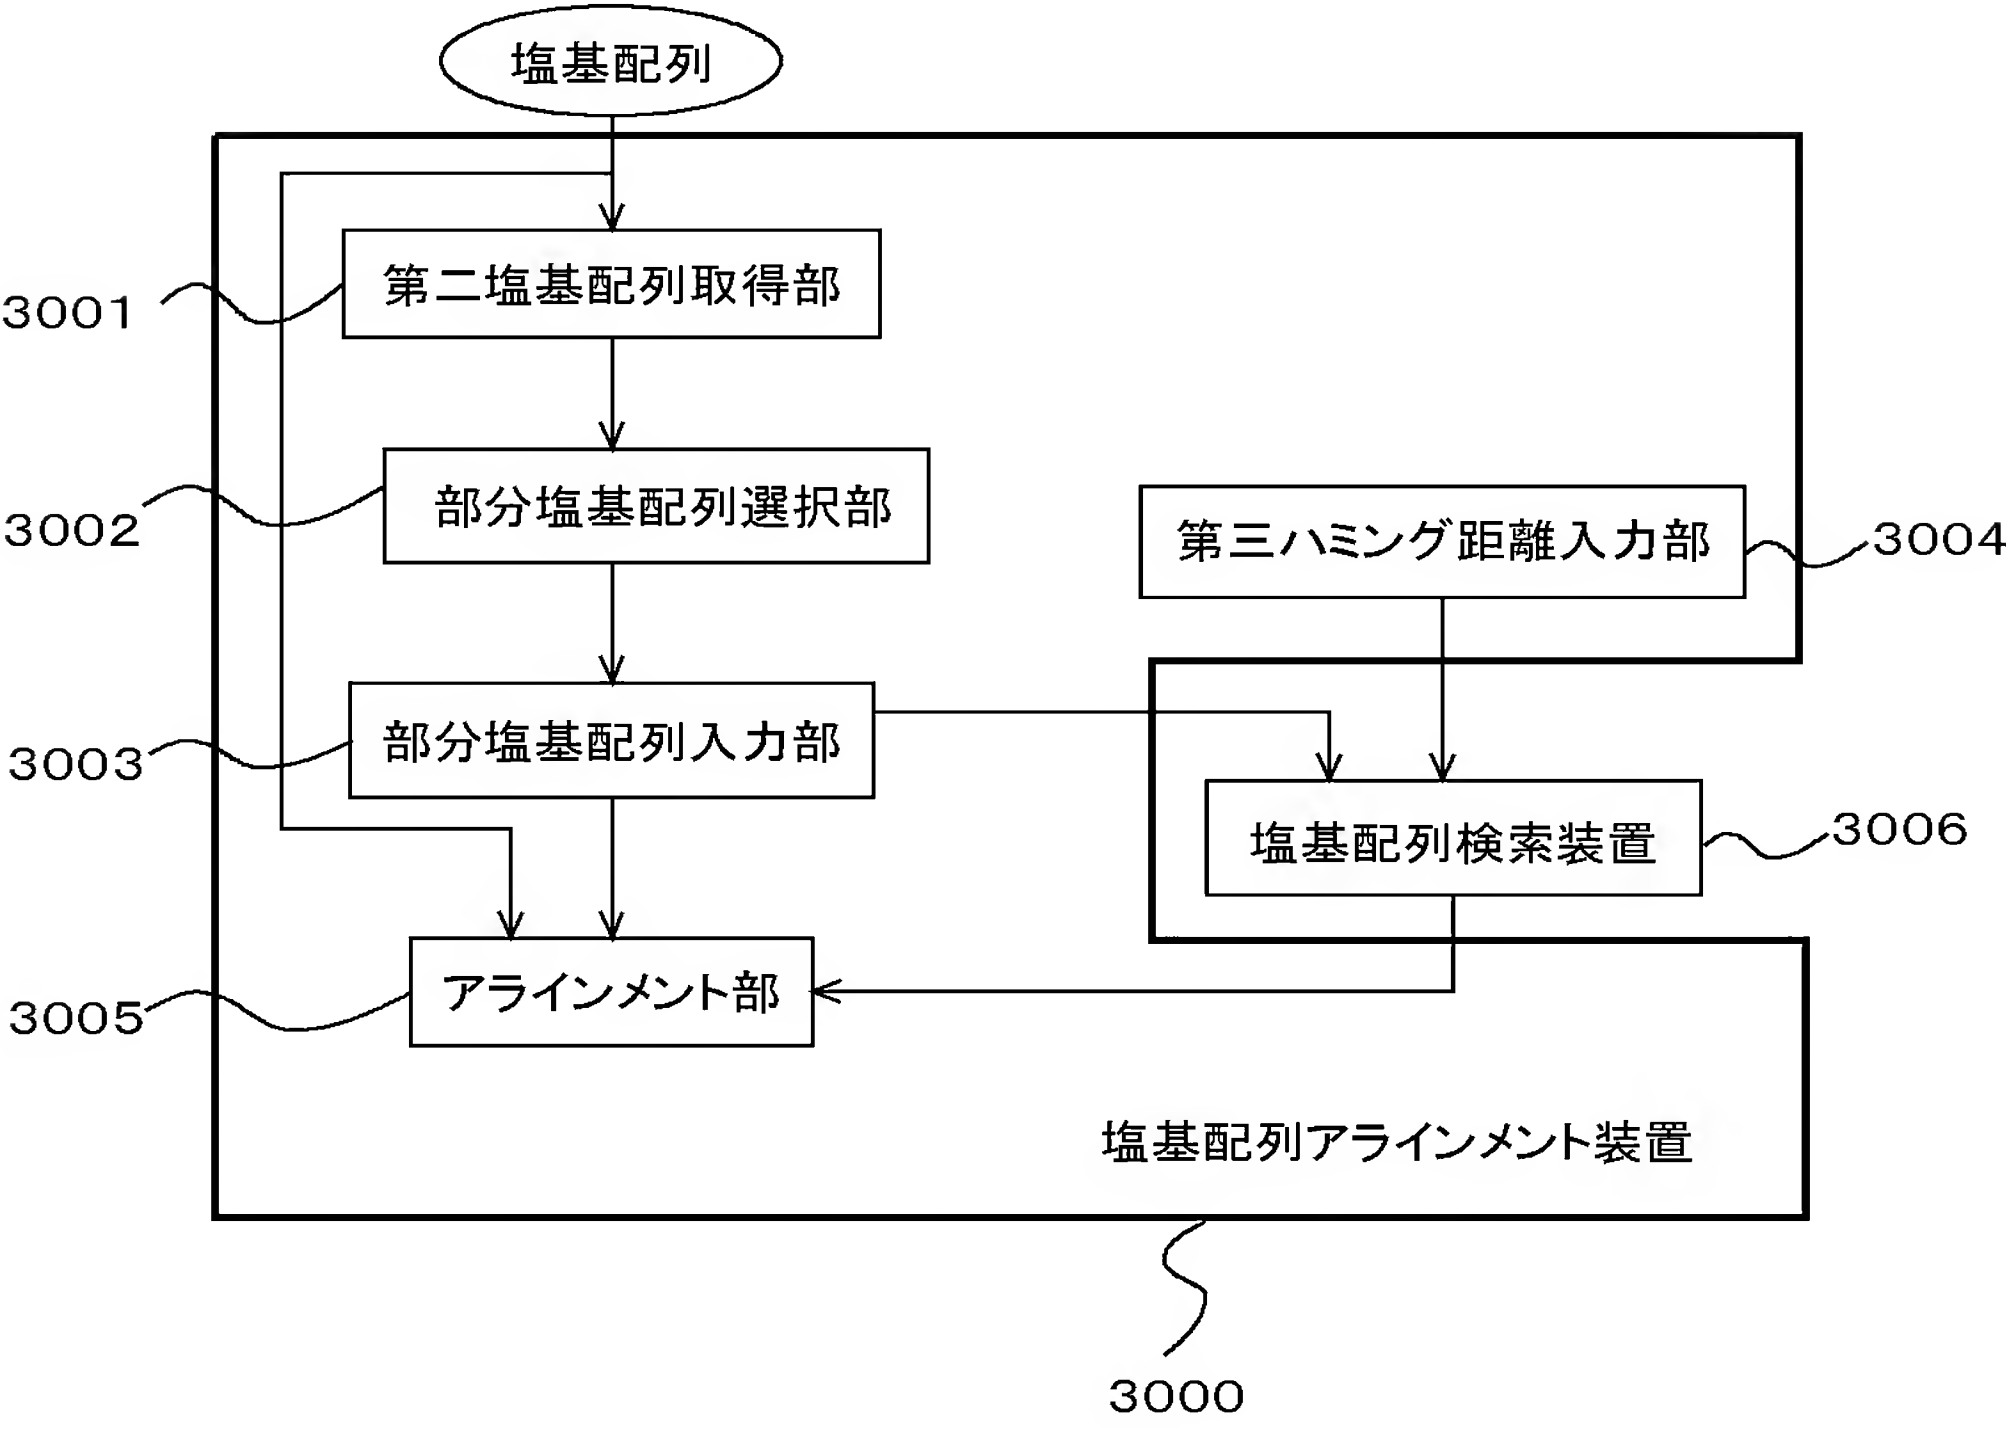 塩基配列
第二塩基配列取得部
3001
部分塩基配列選択部
3002
第三ハミング距離入力部
3004
部分塩基配列入力部
3003
塩基配列検索装置
3006
アラインメント部
3005
塩基配列アラインメント装置
3000